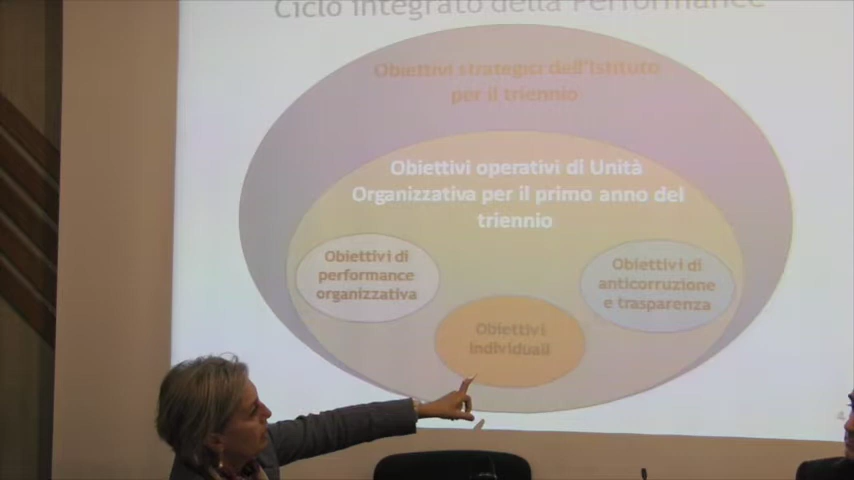 Ciclo integrato della Performance
Obiettivi strategici dell'Istituto
per il triennio
Obiettivi operativi di Unità
Organizzativa per il primo anno del
triennio
Obiettivi di
performance
organizzativa
Obiettivi di
anticorruzione
e trasparenza
Obiettivi
individuali
4